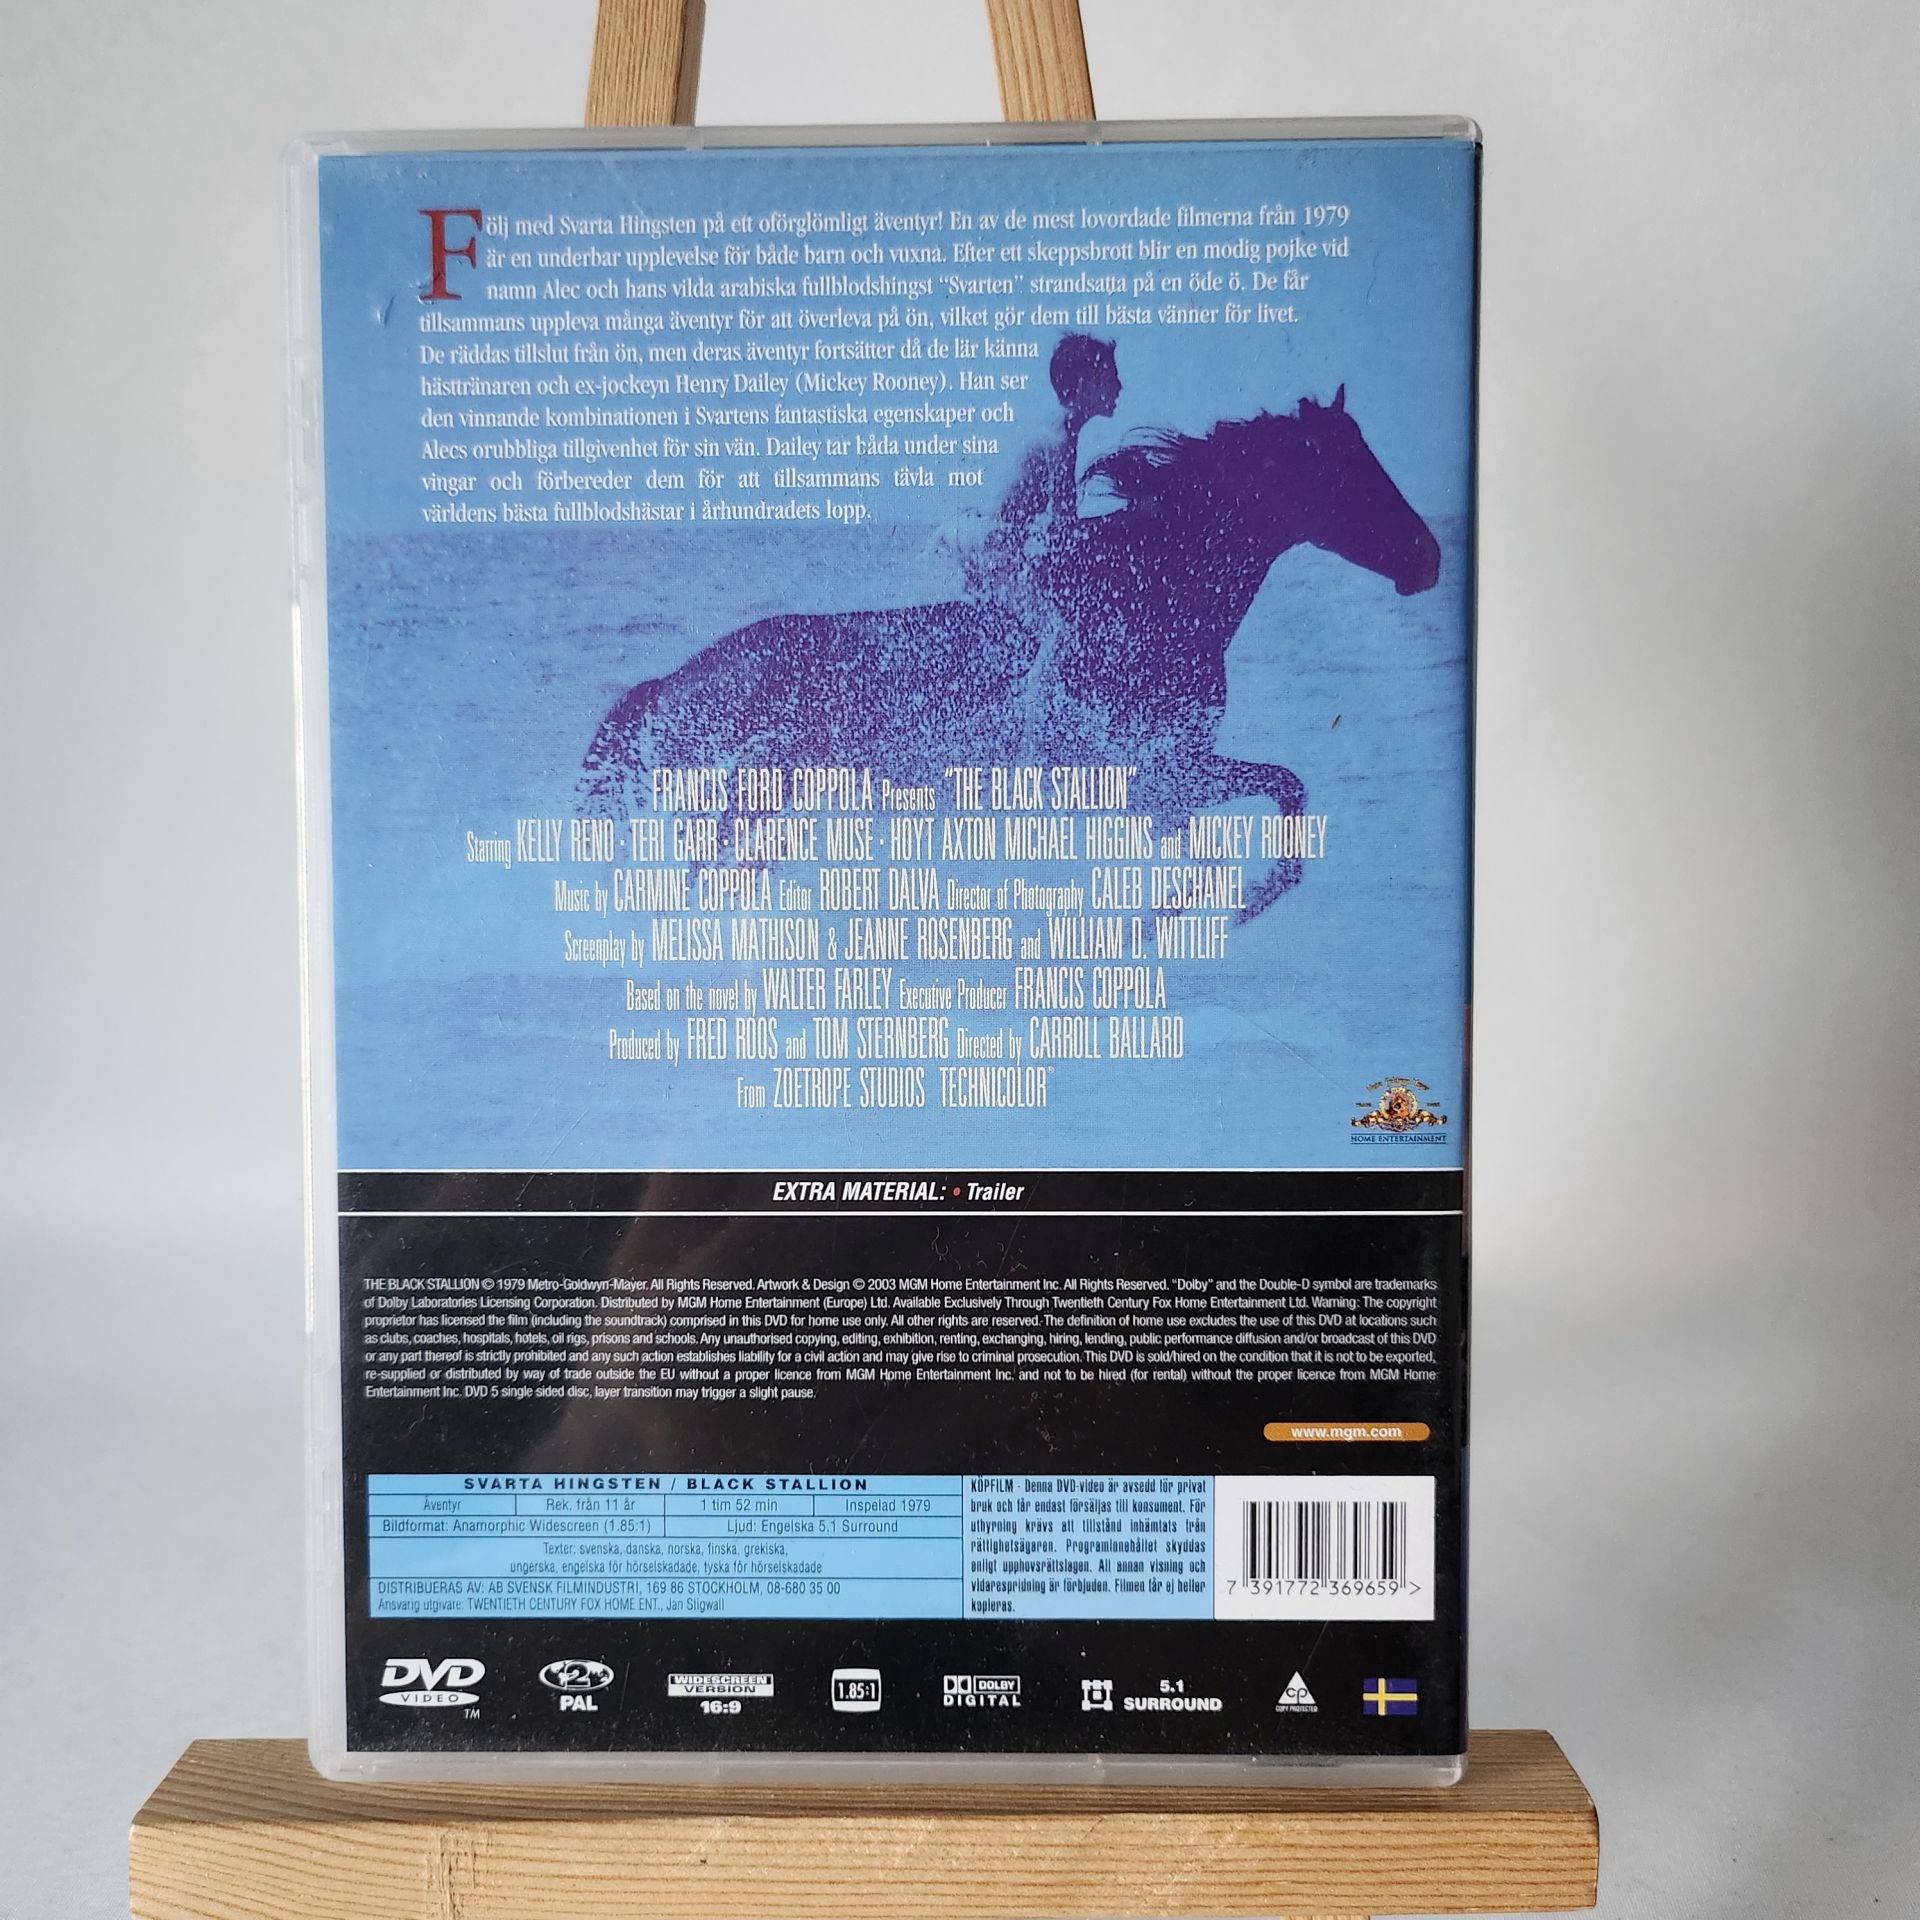 Följ med Svarta Hingsten på ett oförglömligt äventyr! En av de mest lovordade filmerna från 1979
är en underbar upplevelse för både barn och vuxna. Efter ett skeppsbrott blir en modig pojke vid
namn Alec och hans vilda arabiska fullblodshingst “Svarten” strandsatta på en öde ö. De får
tillsammans uppleva många äventyr för att överleva på ön, vilket gör dem till bästa vänner för livet.
De räddas tillslut från ön, men deras äventyr fortsätter då de lär känna
hästtränaren och ex-jockeyn Henry Dailey (Mickey Rooney). Han ser
den vinnande kombinationen i Svartens fantastiska egenskaper och
Alecs orubbliga tillgivenhet för sin vän. Dailey tar båda under sina
vingar och förbereder dem för att tillsammans tävla mot
världens bästa fullblodshästar i århundradets lopp.
FRANCIS FORD COPPOLA Presents "THE BLACK STALLION"
Starring KELLY RENO · TERI GARR · CLARENCE MUSE · HOYT AXTON MICHAEL HIGGINS and MICKEY ROONEY
Music by CARMINE COPPOLA Editor ROBERT DALVA Director of Photography CALEB DESCHANEL
Screenplay by MELISSA MATHISON & JEANNE ROSENBERG and WILLIAM D. WITTLIFF
Based on the novel by WALTER FARLEY Executive Producer FRANCIS COPPOLA
Produced by FRED ROOS and TOM STERNBERG Directed by CARROLL BALLARD
From ZOETROPE STUDIOS TECHNICOLOR®
HOME ENTERTAINMENT
EXTRA MATERIAL: • Trailer
THE BLACK STALLION © 1979 Metro-Goldwyn-Mayer. All Rights Reserved. Artwork & Design © 2003 MGM Home Entertainment Inc. All Rights Reserved. “Dolby” and the Double-D symbol are trademarks
of Dolby Laboratories Licensing Corporation. Distributed by MGM Home Entertainment (Europe) Ltd. Available Exclusively Through Twentieth Century Fox Home Entertainment Ltd. Warning: The copyright
proprietor has licensed the film (including the soundtrack) comprised in this DVD for home use only. All other rights are reserved. The definition of home use excludes the use of this DVD at locations such
as clubs, coaches, hospitals, hotels, oil rigs, prisons and schools. Any unauthorised copying, editing, exhibition, renting, exchanging, hiring, lending, public performance diffusion and/or broadcast of this DVD
or any part thereof is strictly prohibited and any such action establishes liability for a civil action and may give rise to criminal prosecution. This DVD is sold/hired on the condition that it is not to be exported,
re-supplied or distributed by way of trade outside the EU without a proper licence from MGM Home Entertainment Inc. and not to be hired (for rental) without the proper licence from MGM Home
Entertainment Inc. DVD 5 single sided disc, layer transition may trigger a slight pause.
www.mgm.com
SVARTA HINGSTEN / BLACK STALLION
Äventyr Rek. från 11 år 1 tim 52 min Inspelad 1979
Bildformat: Anamorphic Widescreen (1.85:1) Ljud: Engelska 5.1 Surround
Texter: svenska, danska, norska, finska, grekiska,
ungerska, engelska för hörselskadade, tyska för hörselskadade
DISTRIBUERAS AV: AB SVENSK FILMINDUSTRI, 169 86 STOCKHOLM, 08-680 35 00
Ansvarig utgivare: TWENTIETH CENTURY FOX HOME ENT., Jan Stigwall
KÖPFILM - Denna DVD-video är avsedd för privat
bruk och får endast försäljas till konsument. För
uthyrning krävs att tillstånd inhämtats från
rättighetsägaren. Programinnehållet skyddas
enligt upphovsrättslagen. All annan visning och
vidarespridning är förbjuden. Filmen får ej heller
kopieras.
7 391772 369659 >
DVD VIDEO TM
2 PAL
WIDESCREEN VERSION 16:9
1.85:1
DOLBY DIGITAL
5.1 SURROUND
CP COPY PROTECTED